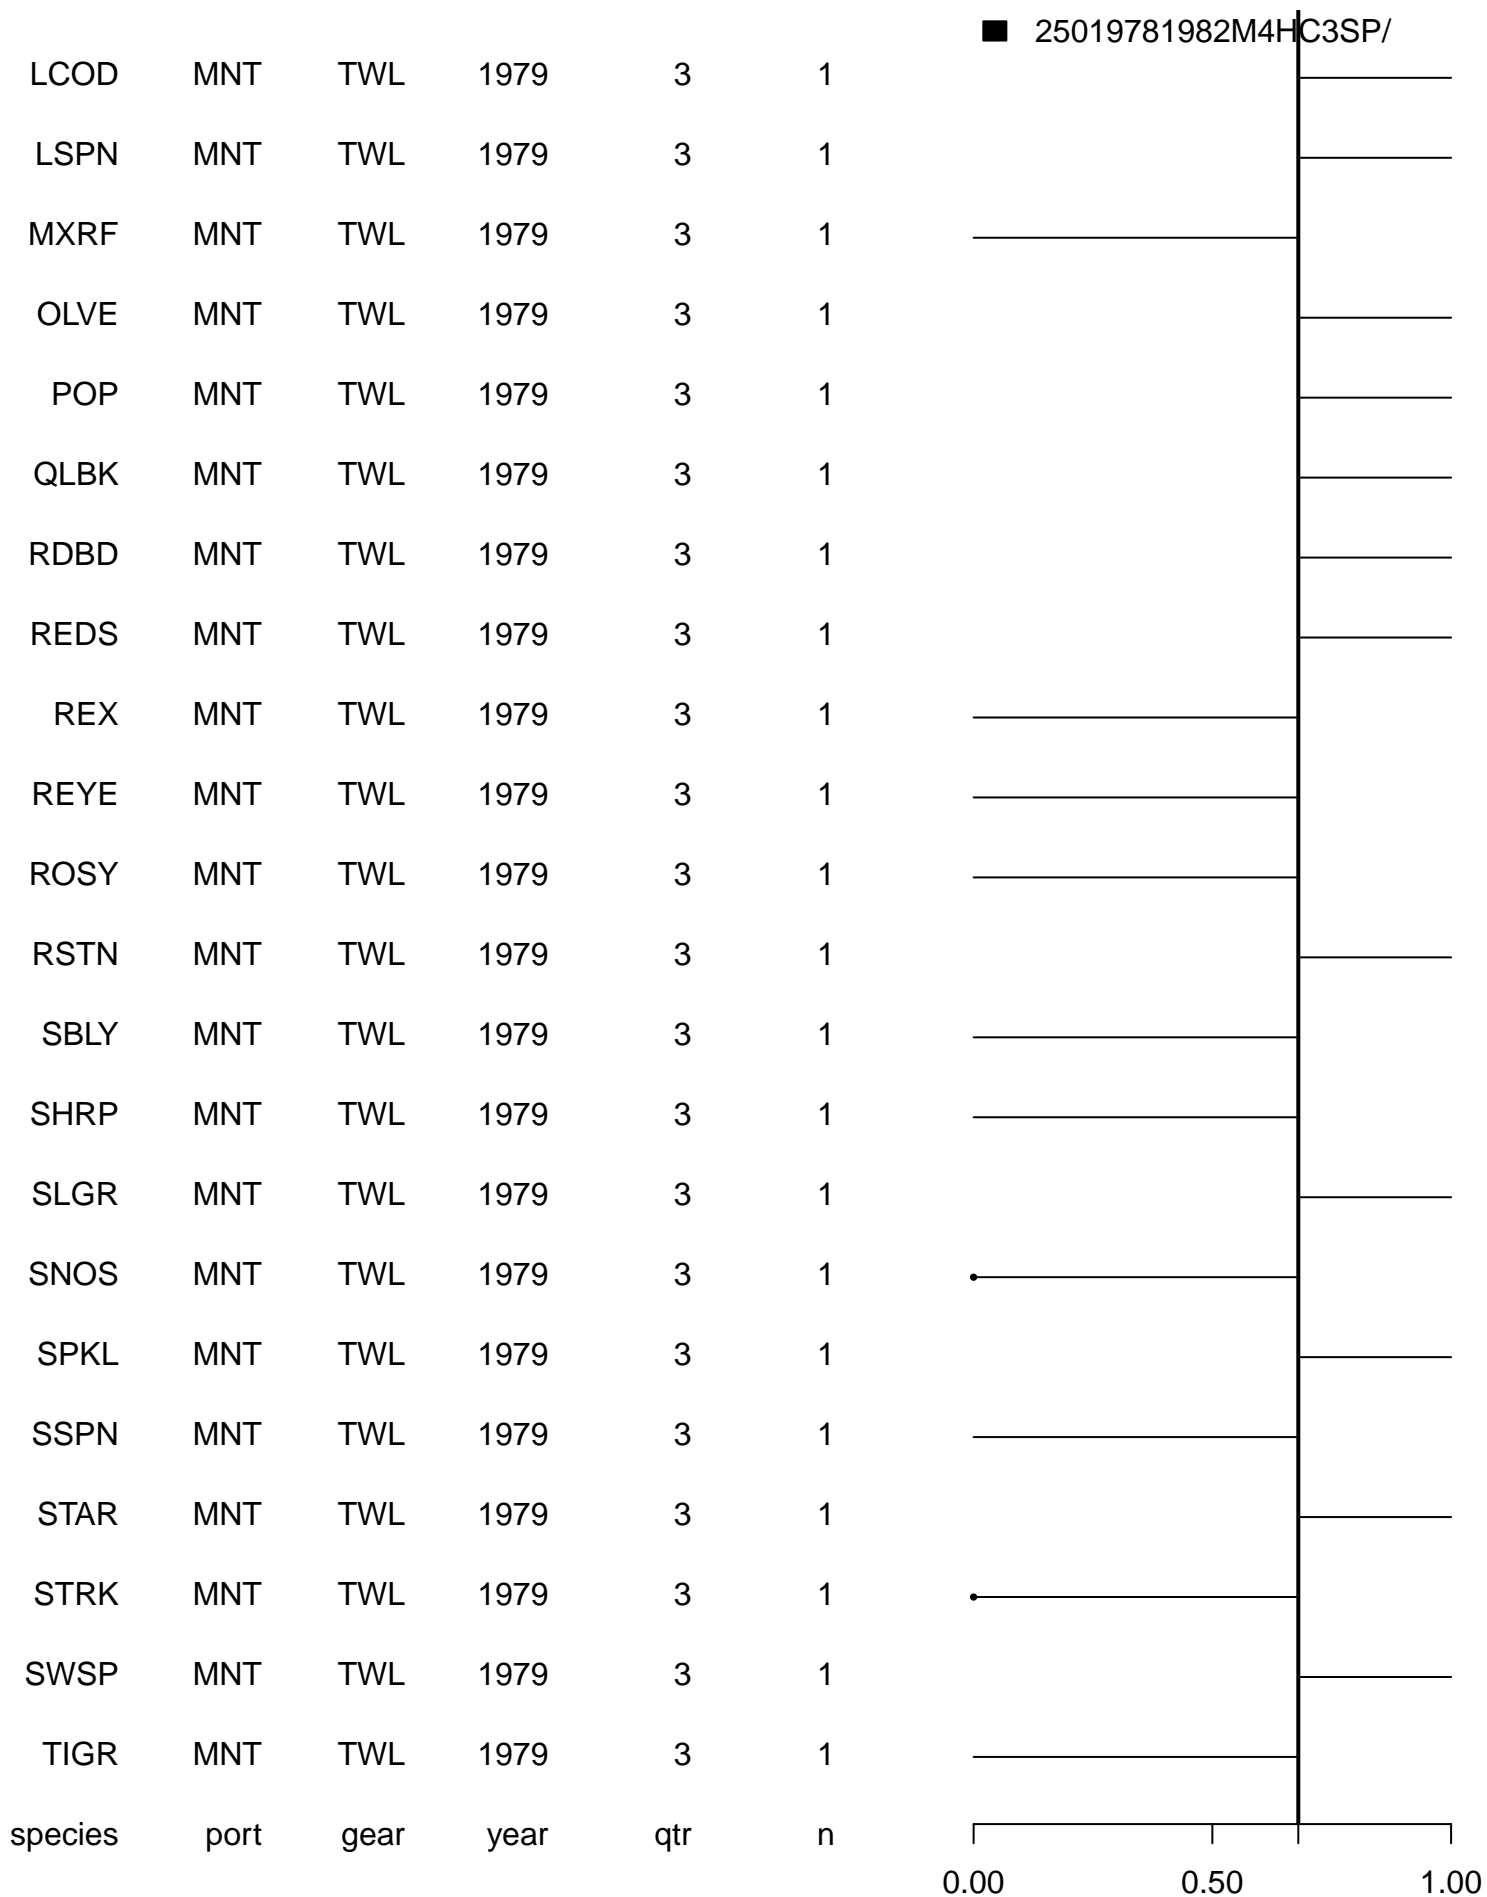 25019781982M4HC3SP/
LCOD MNT TWL 1979 3 1
LSPN MNT TWL 1979 3 1
MXRF MNT TWL 1979 3 1
OLVE MNT TWL 1979 3 1
POP MNT TWL 1979 3 1
QLBK MNT TWL 1979 3 1
RDBD MNT TWL 1979 3 1
REDS MNT TWL 1979 3 1
REX MNT TWL 1979 3 1
REYE MNT TWL 1979 3 1
ROSY MNT TWL 1979 3 1
RSTN MNT TWL 1979 3 1
SBLY MNT TWL 1979 3 1
SHRP MNT TWL 1979 3 1
SLGR MNT TWL 1979 3 1
SNOS MNT TWL 1979 3 1
SPKL MNT TWL 1979 3 1
SSPN MNT TWL 1979 3 1
STAR MNT TWL 1979 3 1
STRK MNT TWL 1979 3 1
SWSP MNT TWL 1979 3 1
TIGR MNT TWL 1979 3 1
species port gear year qtr n
0.00 0.50 1.00